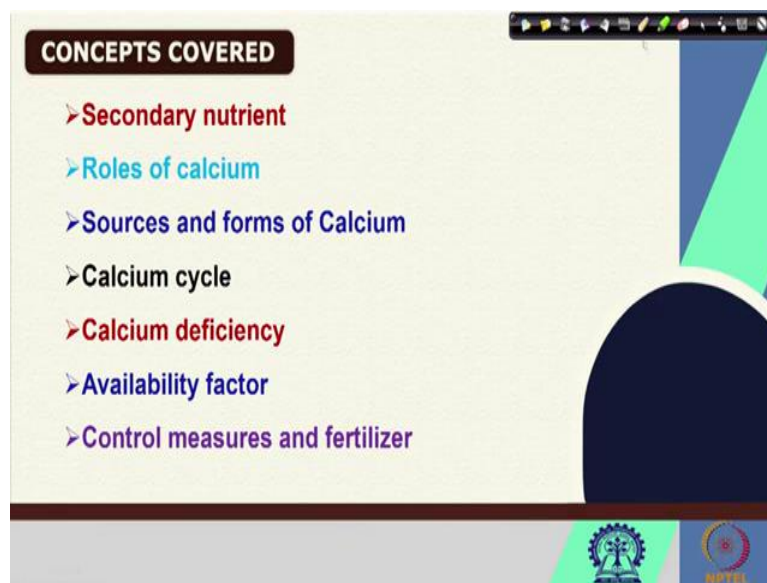 CONCEPTS COVERED
➢Secondary nutrient
➢Roles of calcium
➢Sources and forms of Calcium
➢Calcium cycle
➢Calcium deficiency
➢Availability factor
➢Control measures and fertilizer
NPTEL